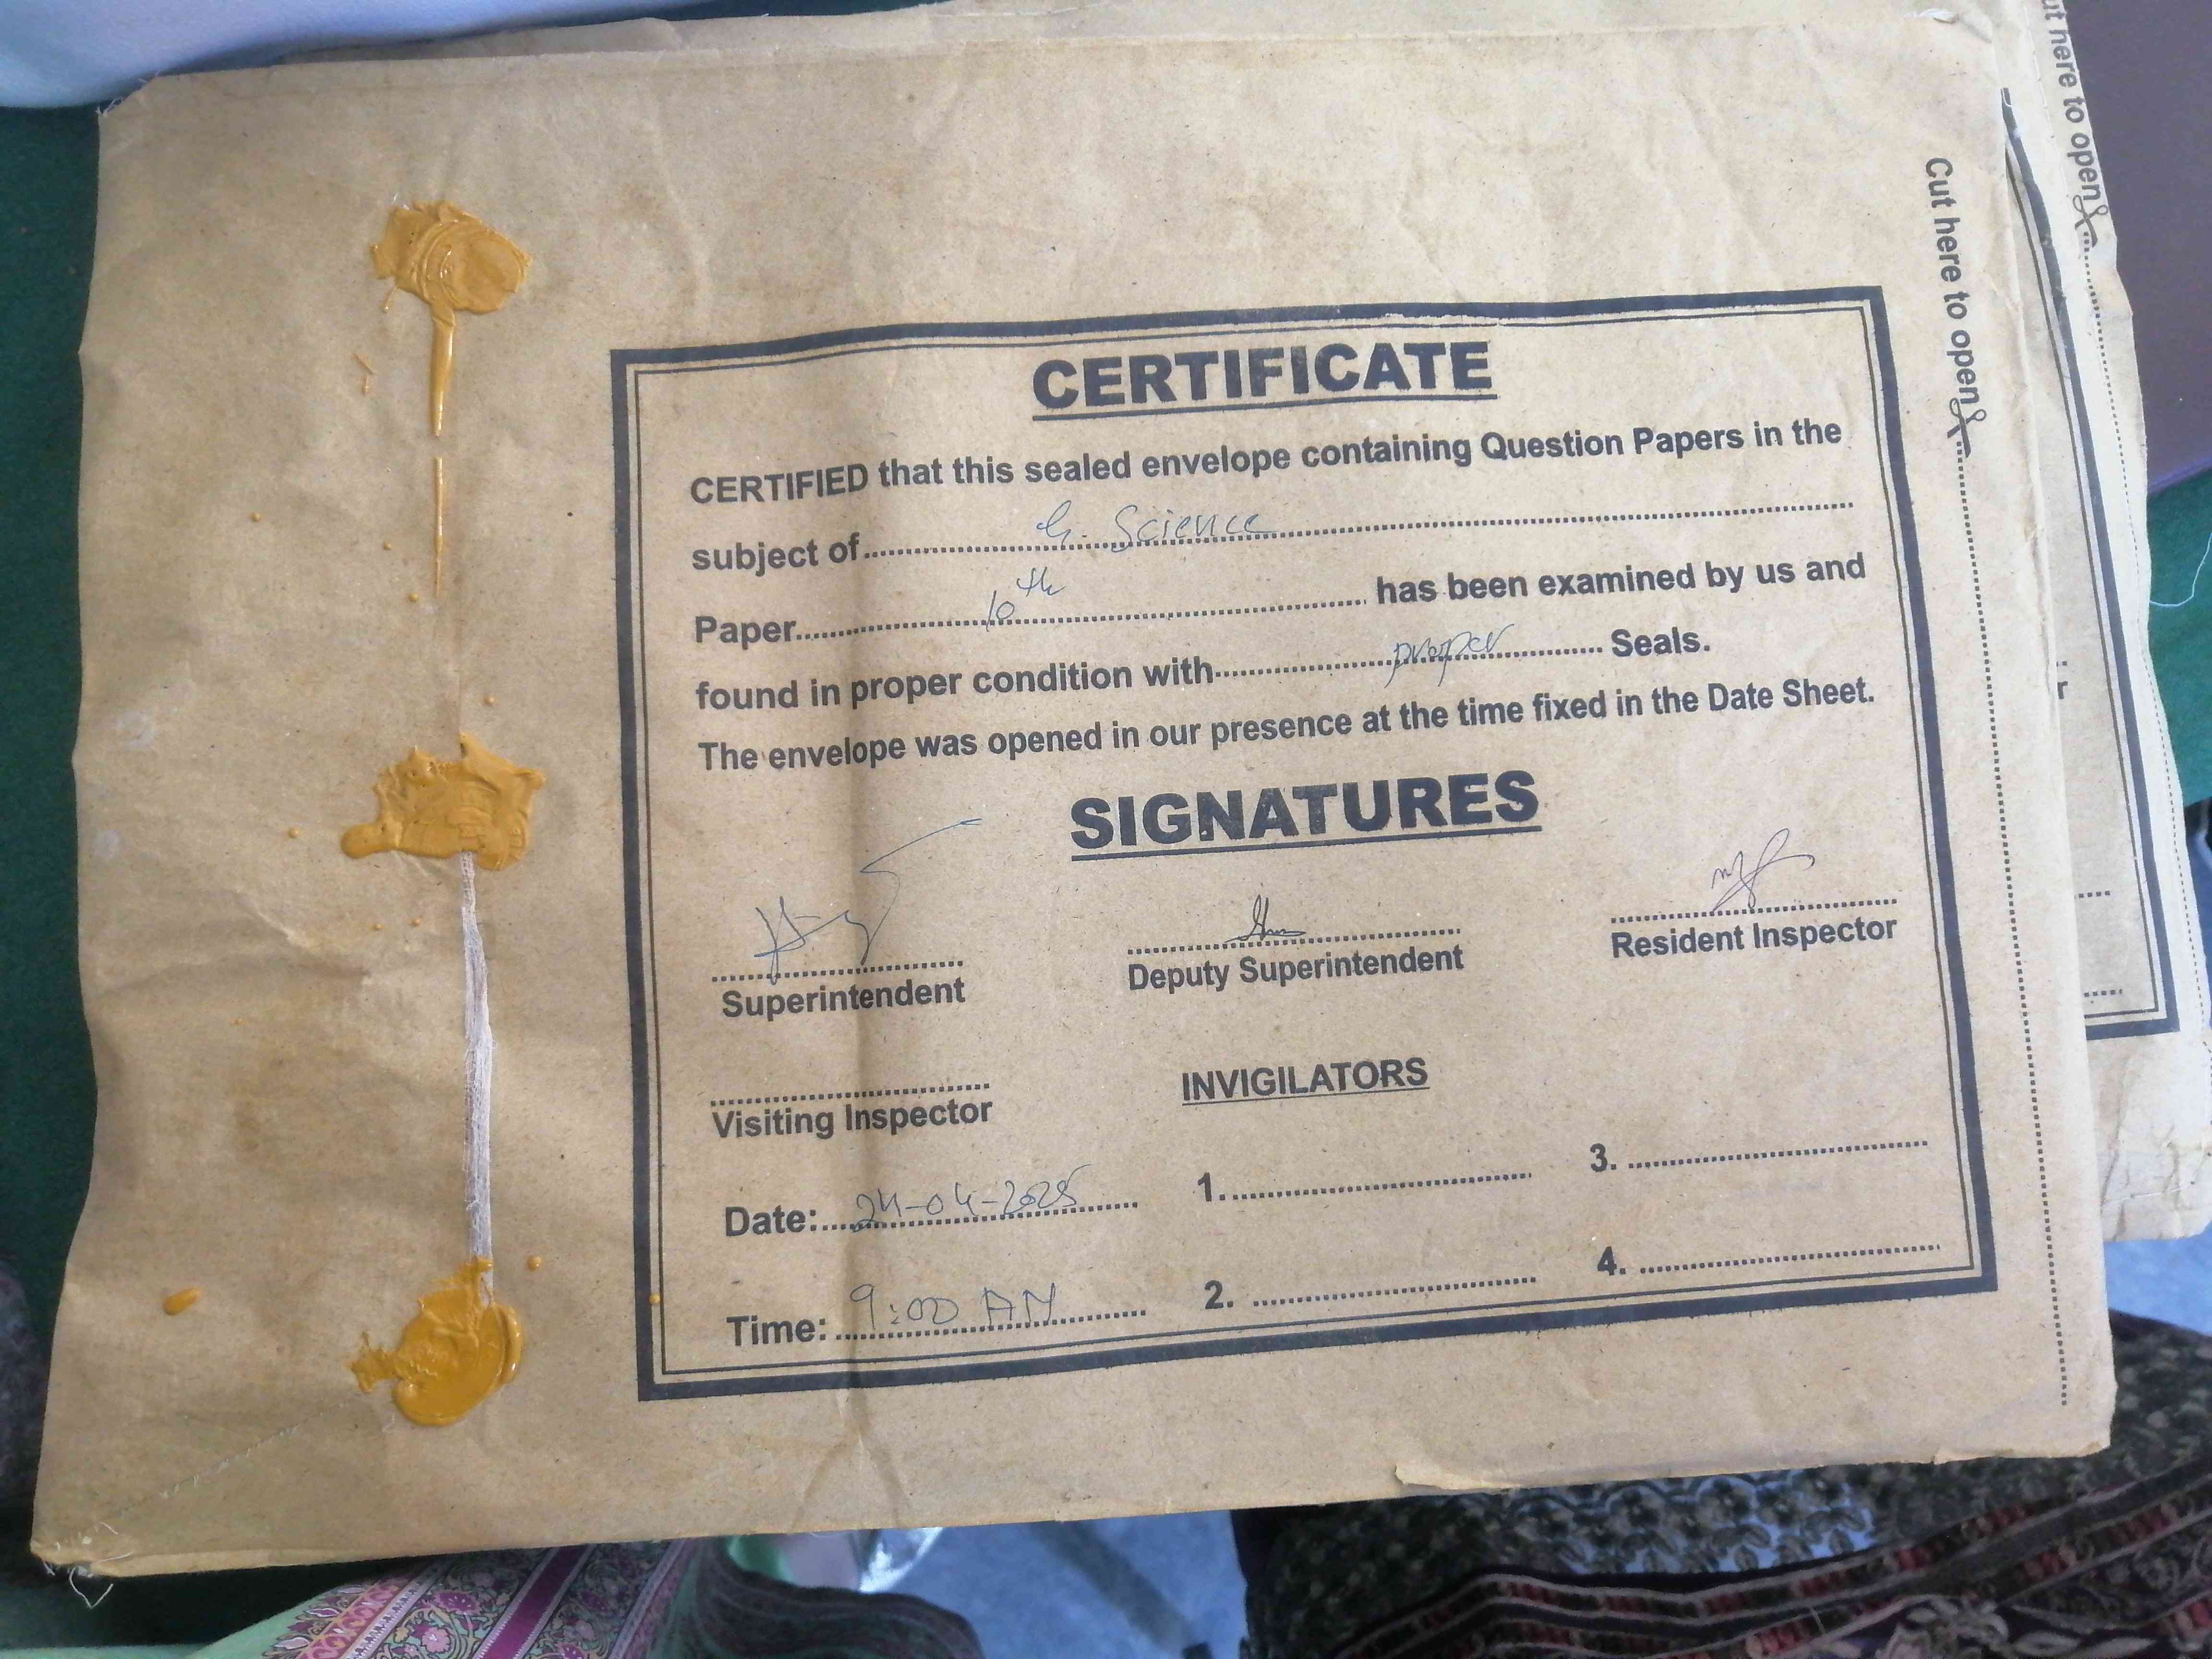 CERTIFICATE
CERTIFIED that this sealed envelope containing Question Papers in the
subject of G. Science
Paper 10th has been examined by us and
found in proper condition with proper Seals.
The envelope was opened in our presence at the time fixed in the Date Sheet.
SIGNATURES
Superintendent
Deputy Superintendent
Resident Inspector
Visiting Inspector
INVIGILATORS
Date: 24-04-2025
1.
3.
Time: 9:00 AM
2.
4.
Cut here to open
ut here to open
r